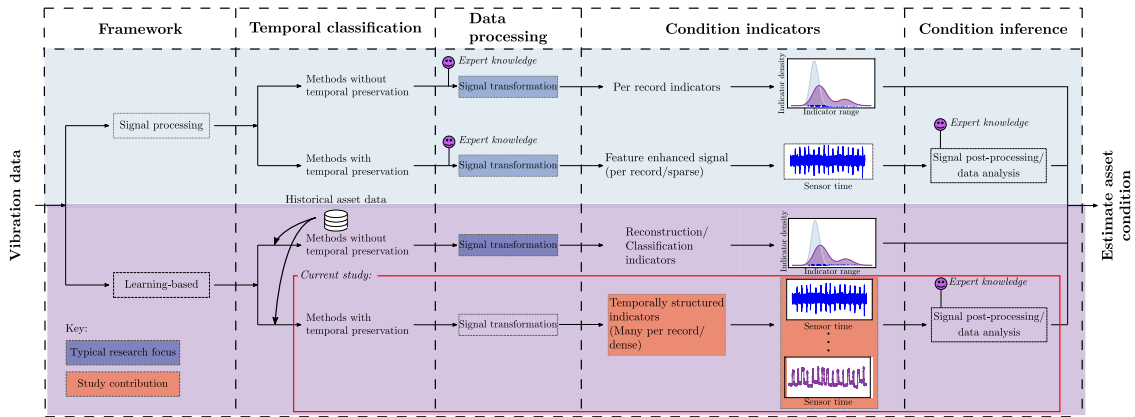 Framework
Temporal classification
Data
processing
Condition indicators
Condition inference
Vibration data
Signal processing
Methods without
temporal preservation
Expert knowledge
Signal transformation
Per record indicators
Indicator density
Indicator range
Methods with
temporal preservation
Expert knowledge
Signal transformation
Feature enhanced signal
(per record/sparse)
Sensor time
Expert knowledge
Signal post-processing/
data analysis
Estimate asset
condition
Historical asset data
Learning-based
Methods without
temporal preservation
Signal transformation
Reconstruction/
Classification
indicators
Indicator density
Indicator range
Current study:
Methods with
temporal preservation
Signal transformation
Temporally structured
indicators
(Many per record/
dense)
Sensor time
Sensor time
Expert knowledge
Signal post-processing/
data analysis
Key:
Typical research focus
Study contribution